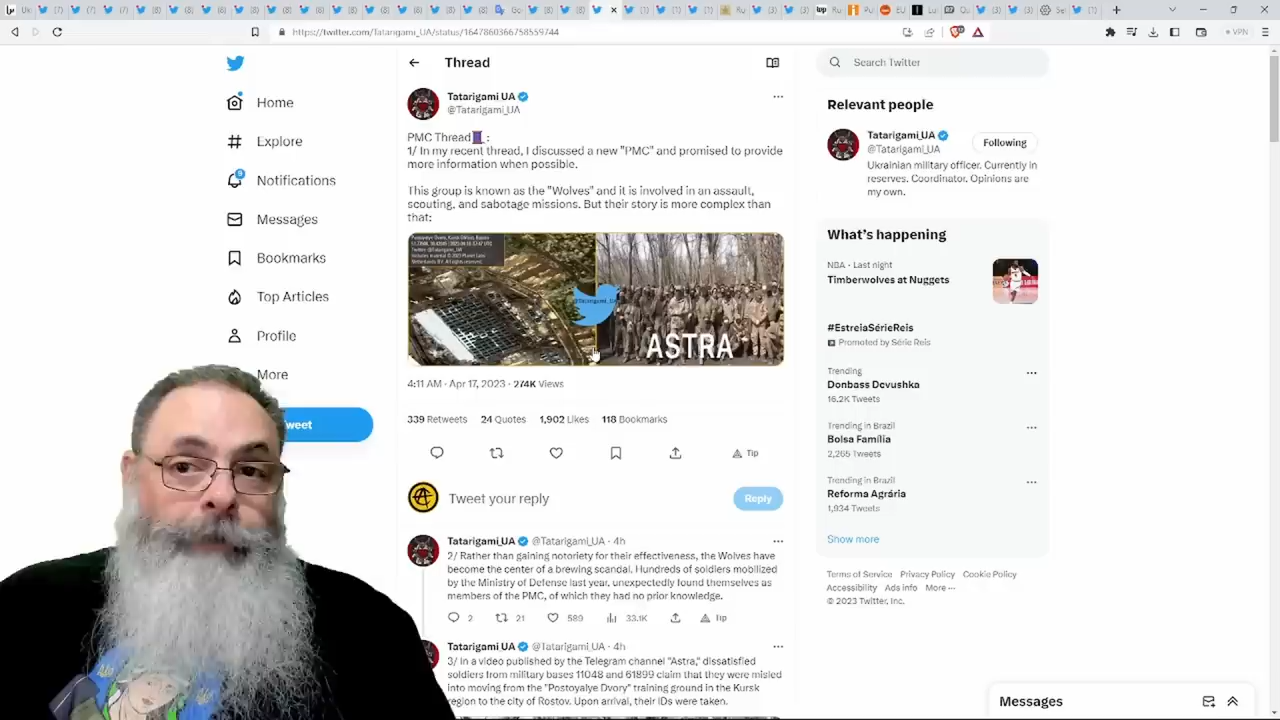 https://twitter.com/Tatarigami_UA/status/1647860366758559744
VPN
Home
Explore
Notifications
Messages
Bookmarks
Top Articles
Profile
More
weet
Thread
Tatarigami UA
@Tatarigami_UA
PMC Thread :
1/ In my recent thread, I discussed a new "PMC" and promised to provide
more information when possible.
This group is known as the "Wolves" and it is involved in an assault,
scouting, and sabotage missions. But their story is more complex than
that:
ASTRA
4:11 AM · Apr 17, 2023 · 274K Views
339 Retweets 24 Quotes 1,902 Likes 118 Bookmarks
Tip
Tweet your reply
Reply
Tatarigami UA @Tatarigami_UA · 4h
2/ Rather than gaining notoriety for their effectiveness, the Wolves have
become the center of a brewing scandal. Hundreds of soldiers mobilized
by the Ministry of Defense last year, unexpectedly found themselves as
members of the PMC, of which they had no prior knowledge.
2 21 589 33.1K Tip
Tatarigami UA @Tatarigami_UA · 4h
3/ In a video published by the Telegram channel "Astra," dissatisfied
soldiers from military bases 11048 and 61899 claim that they were misled
into moving from the "Postoyalye Dvory" training ground in the Kursk
region to the city of Rostov. Upon arrival, their IDs were taken.
Search Twitter
Relevant people
Tatarigami_UA
@Tatarigami_UA
Following
Ukrainian military officer. Currently in
reserves. Coordinator. Opinions are
my own.
What's happening
NBA · Last night
Timberwolves at Nuggets
#EstreiaSérieReis
Promoted by Série Reis
Trending
Donbass Devushka
16.2K Tweets
Trending in Brazil
Bolsa Família
2,265 Tweets
Trending in Brazil
Reforma Agrária
1,934 Tweets
Show more
Terms of Service Privacy Policy Cookie Policy
Accessibility Ads info More ···
© 2023 Twitter, Inc.
Messages